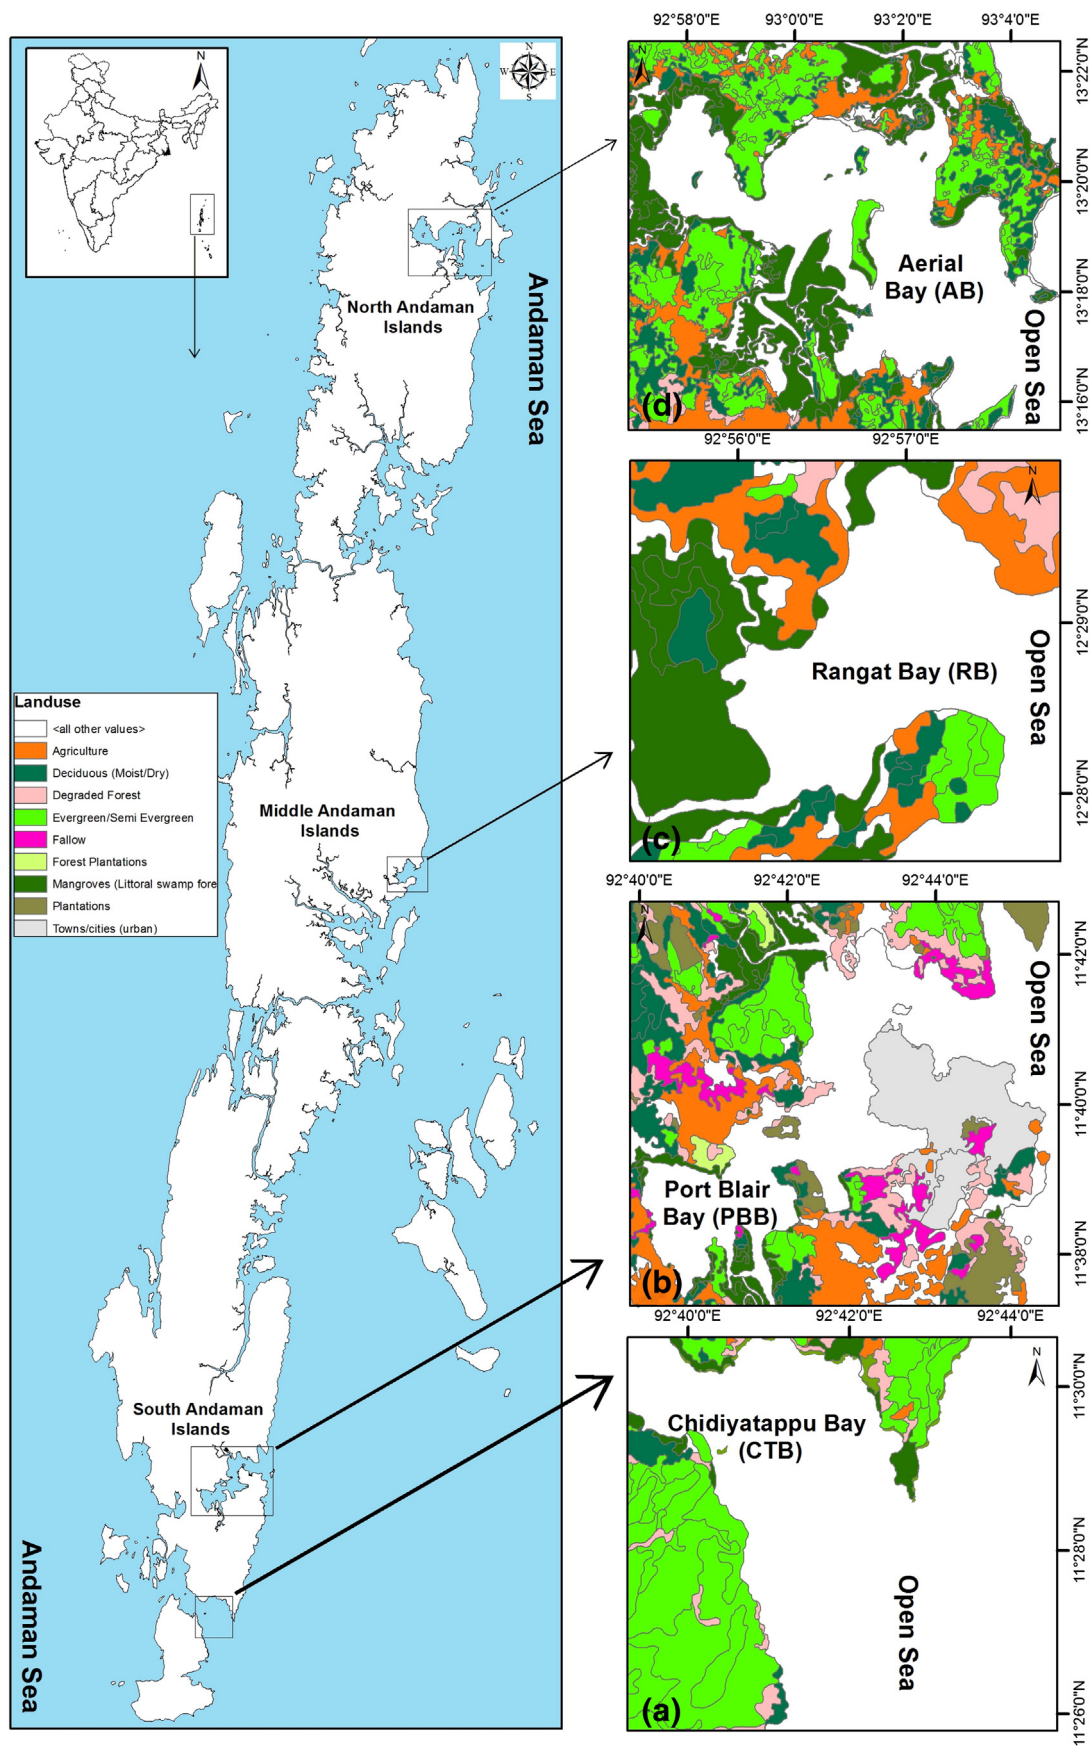 N
N
W E
S
North Andaman
Islands
Andaman Sea
Landuse
<all other values>
Agriculture
Deciduous (Moist/Dry)
Degraded Forest
Evergreen/Semi Evergreen
Fallow
Forest Plantations
Mangroves (Littoral swamp fore
Plantations
Towns/cities (urban)
Middle Andaman
Islands
South Andaman
Islands
Andaman Sea
92°58'0"E 93°0'0"E 93°2'0"E 93°4'0"E
N
13°22'0"N
13°20'0"N
13°18'0"N
13°16'0"N
Aerial
Bay (AB)
Open Sea
(d)
92°56'0"E 92°57'0"E
N
12°29'0"N
12°28'0"N
Rangat Bay (RB)
Open Sea
(c)
92°40'0"E 92°42'0"E 92°44'0"E
N
11°42'0"N
11°40'0"N
11°38'0"N
Open Sea
Port Blair
Bay (PBB)
(b)
92°40'0"E 92°42'0"E 92°44'0"E
N
11°30'0"N
11°28'0"N
11°26'0"N
Chidiyatappu Bay
(CTB)
Open Sea
(a)